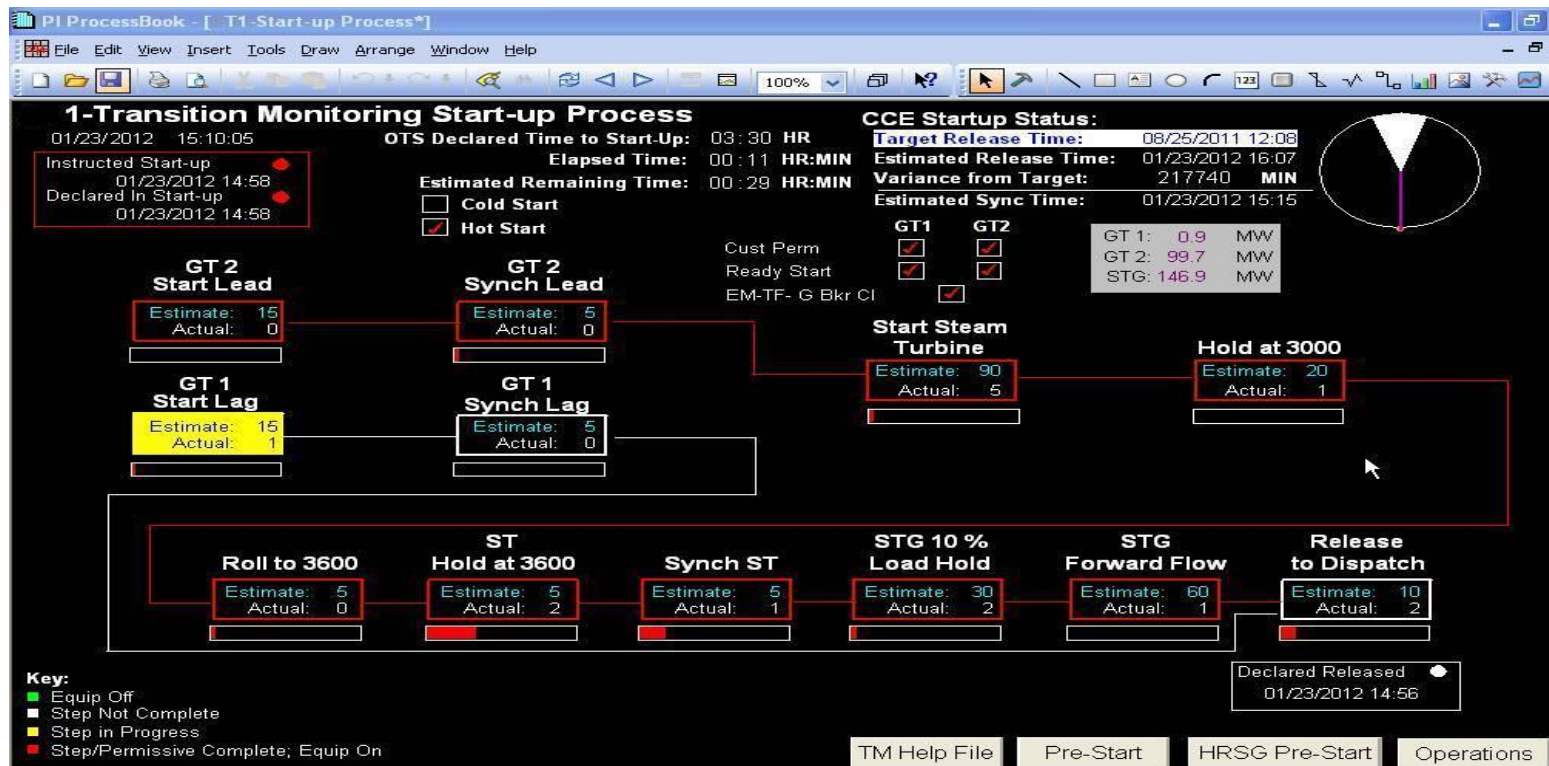 PI ProcessBook - [ T1-Start-up Process*]
File Edit View Insert Tools Draw Arrange Window Help
100%
123
1-Transition Monitoring Start-up Process
01/23/2012 15:10:05
OTS Declared Time to Start-Up: 03:30 HR
Elapsed Time: 00:11 HR:MIN
Estimated Remaining Time: 00:29 HR:MIN
Instructed Start-up
01/23/2012 14:58
Declared In Start-up
01/23/2012 14:58
Cold Start
Hot Start
CCE Startup Status:
Target Release Time: 08/25/2011 12:08
Estimated Release Time: 01/23/2012 16:07
Variance from Target: 217740 MIN
Estimated Sync Time: 01/23/2012 15:15
GT1 GT2
Cust Perm
Ready Start
EM-TF- G Bkr Cl
GT 1: 0.9 MW
GT 2: 99.7 MW
STG: 146.9 MW
GT 2
Start Lead
Estimate: 15
Actual: 0
GT 2
Synch Lead
Estimate: 5
Actual: 0
Start Steam
Turbine
Estimate: 90
Actual: 5
Hold at 3000
Estimate: 20
Actual: 1
GT 1
Start Lag
Estimate: 15
Actual: 1
GT 1
Synch Lag
Estimate: 5
Actual: 0
Roll to 3600
Estimate: 5
Actual: 0
ST
Hold at 3600
Estimate: 5
Actual: 2
Synch ST
Estimate: 5
Actual: 1
STG 10 %
Load Hold
Estimate: 30
Actual: 2
STG
Forward Flow
Estimate: 60
Actual: 1
Release
to Dispatch
Estimate: 10
Actual: 2
Declared Released
01/23/2012 14:56
Key:
Equip Off
Step Not Complete
Step in Progress
Step/Permissive Complete; Equip On
TM Help File
Pre-Start
HRSG Pre-Start
Operations